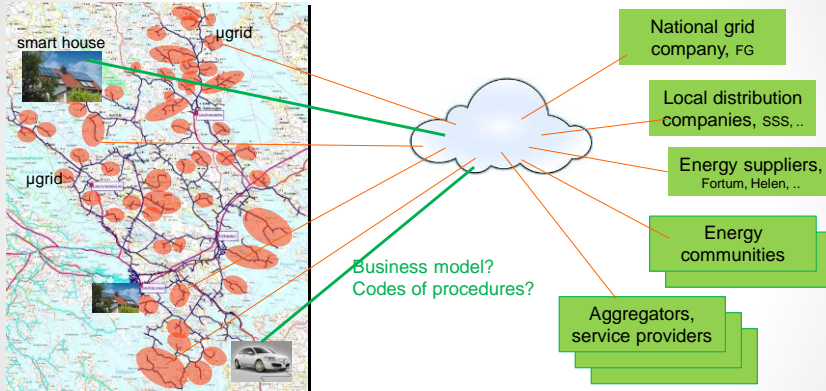 smart house
µgrid
µgrid
Business model?
Codes of procedures?
National grid
company, FG
Local distribution
companies, SSS, ..
Energy suppliers,
Fortum, Helen, ..
Energy
communities
Aggregators,
service providers